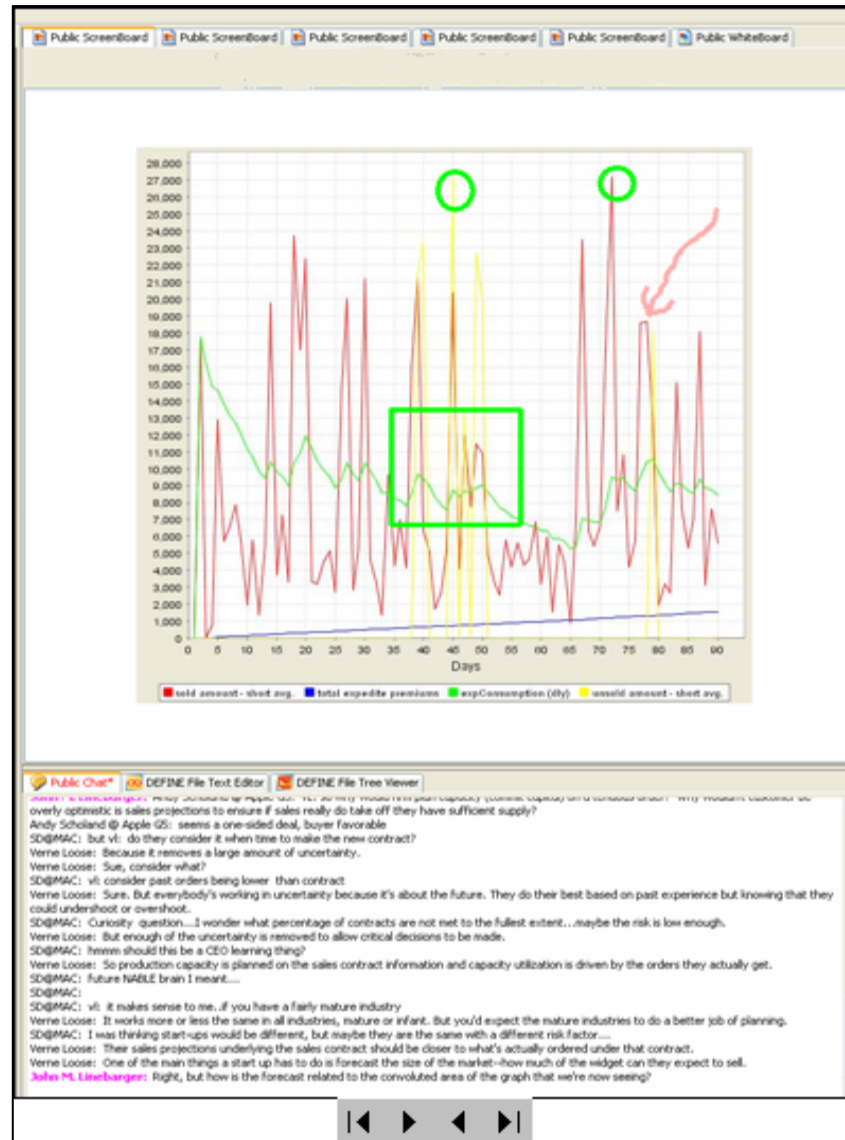 Public ScreenBoard Public ScreenBoard Public ScreenBoard Public ScreenBoard Public ScreenBoard Public WhiteBoard
28,000
27,000
26,000
25,000
24,000
23,000
22,000
21,000
20,000
19,000
18,000
17,000
16,000
15,000
14,000
13,000
12,000
11,000
10,000
9,000
8,000
7,000
6,000
5,000
4,000
3,000
2,000
1,000
0
0 5 10 15 20 25 30 35 40 45 50 55 60 65 70 75 80 85 90
Days
sold amount - short avg. total expedite premiums expConsumption (dly) unsold amount - short avg.
Public Chat* DEFINE File Text Editor DEFINE File Tree Viewer
overly optimistic is sales projections to ensure if sales really do take off they have sufficient supply?
Andy Scholand @ Apple G5: seems a one-sided deal, buyer favorable
SD@MAC: but vl: do they consider it when time to make the new contract?
Verne Loose: Because it removes a large amount of uncertainty.
Verne Loose: Sue, consider what?
SD@MAC: vl: consider past orders being lower than contract
Verne Loose: Sure. But everybody's working in uncertainty because it's about the future. They do their best based on past experience but knowing that they
could undershoot or overshoot.
SD@MAC: Curiosity question....I wonder what percentage of contracts are not met to the fullest extent...maybe the risk is low enough.
Verne Loose: But enough of the uncertainty is removed to allow critical decisions to be made.
SD@MAC: hmmm should this be a CEO learning thing?
Verne Loose: So production capacity is planned on the sales contract information and capacity utilization is driven by the orders they actually get.
SD@MAC: future NABLE brain I meant....
SD@MAC:
SD@MAC: vl: it makes sense to me..if you have a fairly mature industry
Verne Loose: It works more or less the same in all industries, mature or infant. But you'd expect the mature industries to do a better job of planning.
SD@MAC: I was thinking start-ups would be different, but maybe they are the same with a different risk factor....
Verne Loose: Their sales projections underlying the sales contract should be closer to what's actually ordered under that contract.
Verne Loose: One of the main things a start up has to do is forecast the size of the market--how much of the widget can they expect to sell.
John M. Linebarger: Right, but how is the forecast related to the convoluted area of the graph that we're now seeing?